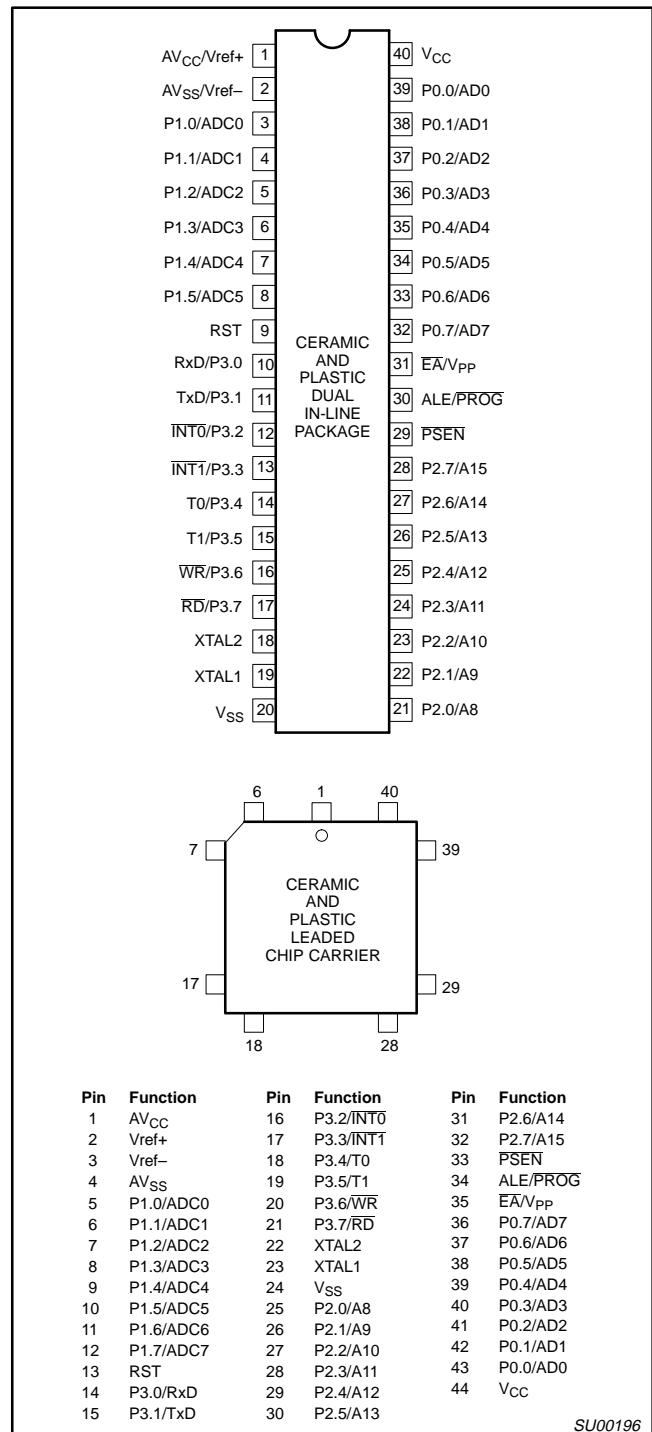 AVCC/Vref+ 1 40 VCC
AVSS/Vref– 2 39 P0.0/AD0
P1.0/ADC0 3 38 P0.1/AD1
P1.1/ADC1 4 37 P0.2/AD2
P1.2/ADC2 5 36 P0.3/AD3
P1.3/ADC3 6 35 P0.4/AD4
P1.4/ADC4 7 34 P0.5/AD5
P1.5/ADC5 8 33 P0.6/AD6
RST 9 32 P0.7/AD7
RxD/P3.0 10 31 E̅A̅/VPP
TxD/P3.1 11 30 ALE/P̅R̅O̅G̅
I̅N̅T̅0̅/P3.2 12 29 P̅S̅E̅N̅
I̅N̅T̅1̅/P3.3 13 28 P2.7/A15
T0/P3.4 14 27 P2.6/A14
T1/P3.5 15 26 P2.5/A13
W̅R̅/P3.6 16 25 P2.4/A12
R̅D̅/P3.7 17 24 P2.3/A11
XTAL2 18 23 P2.2/A10
XTAL1 19 22 P2.1/A9
VSS 20 21 P2.0/A8
CERAMIC
AND
PLASTIC
DUAL
IN-LINE
PACKAGE
6 1 40
7 39
CERAMIC
AND
PLASTIC
LEADED
CHIP CARRIER
17 29
18 28
Pin Function Pin Function Pin Function
1 AVCC 16 P3.2/I̅N̅T̅0̅ 31 P2.6/A14
2 Vref+ 17 P3.3/I̅N̅T̅1̅ 32 P2.7/A15
3 Vref– 18 P3.4/T0 33 P̅S̅E̅N̅
4 AVSS 19 P3.5/T1 34 ALE/P̅R̅O̅G̅
5 P1.0/ADC0 20 P3.6/W̅R̅ 35 E̅A̅/VPP
6 P1.1/ADC1 21 P3.7/R̅D̅ 36 P0.7/AD7
7 P1.2/ADC2 22 XTAL2 37 P0.6/AD6
8 P1.3/ADC3 23 XTAL1 38 P0.5/AD5
9 P1.4/ADC4 24 VSS 39 P0.4/AD4
10 P1.5/ADC5 25 P2.0/A8 40 P0.3/AD3
11 P1.6/ADC6 26 P2.1/A9 41 P0.2/AD2
12 P1.7/ADC7 27 P2.2/A10 42 P0.1/AD1
13 RST 28 P2.3/A11 43 P0.0/AD0
14 P3.0/RxD 29 P2.4/A12 44 VCC
15 P3.1/TxD 30 P2.5/A13
SU00196